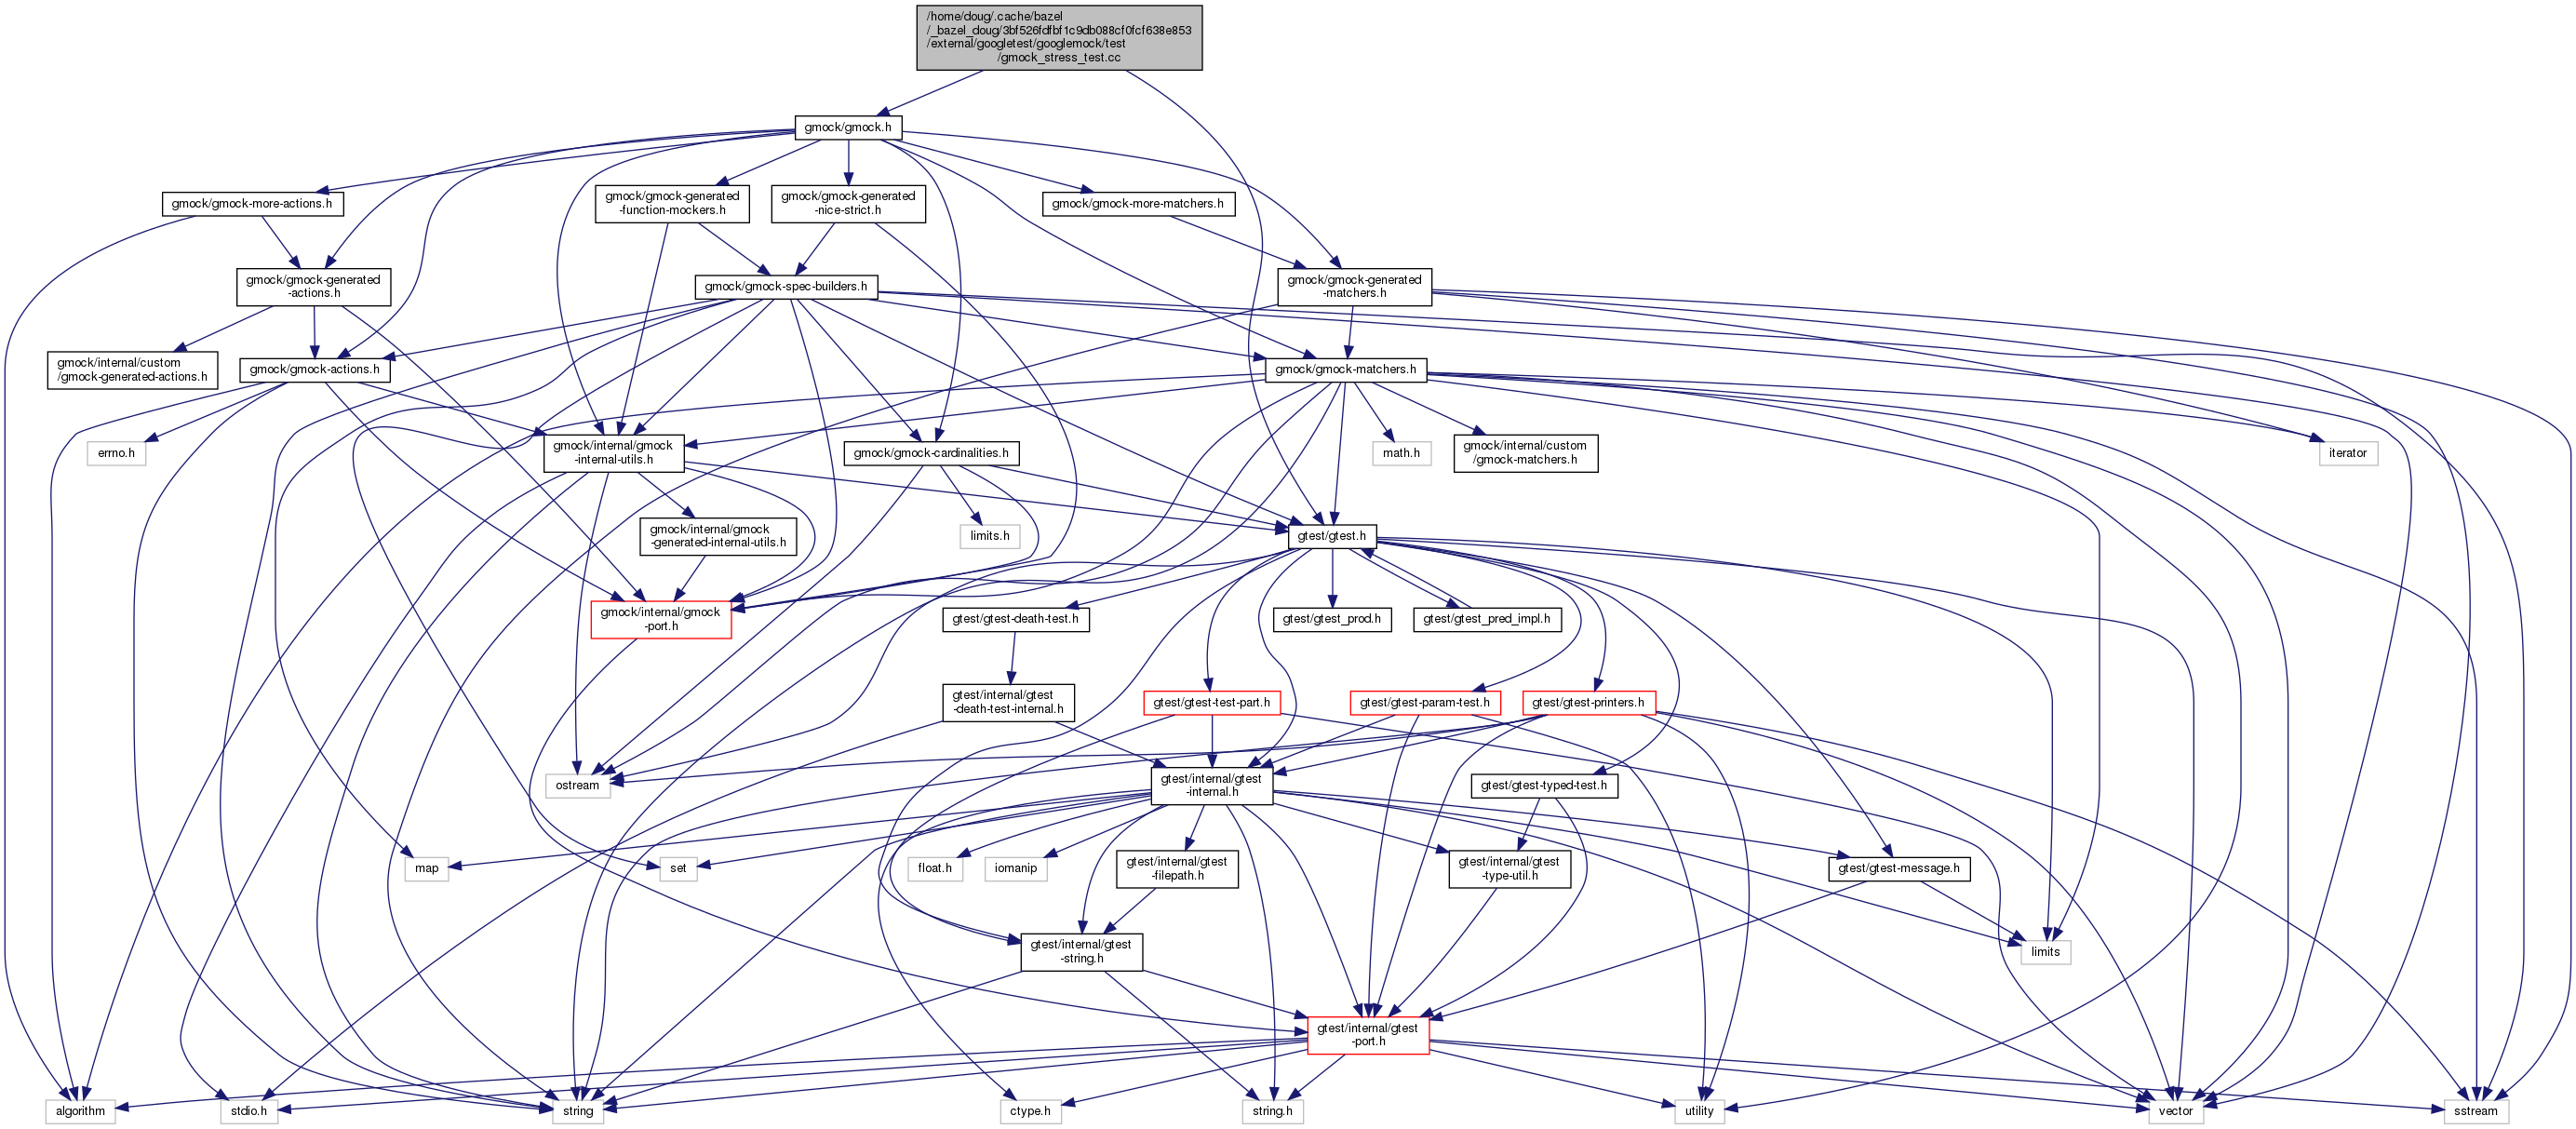 /home/doug/.cache/bazel
/_bazel_doug/3bf526fdfbf1c9db088cf0fcf638e853
/external/googletest/googlemock/test
/gmock_stress_test.cc
gmock/gmock.h
gmock/gmock-more-actions.h
gmock/gmock-generated
-function-mockers.h
gmock/gmock-generated
-nice-strict.h
gmock/gmock-more-matchers.h
gmock/gmock-generated
-actions.h
gmock/gmock-spec-builders.h
gmock/gmock-generated
-matchers.h
gmock/internal/custom
/gmock-generated-actions.h
gmock/gmock-actions.h
gmock/gmock-matchers.h
errno.h
gmock/internal/gmock
-internal-utils.h
gmock/gmock-cardinalities.h
math.h
gmock/internal/custom
/gmock-matchers.h
iterator
gmock/internal/gmock
-generated-internal-utils.h
limits.h
gtest/gtest.h
gmock/internal/gmock
-port.h
gtest/gtest-death-test.h
gtest/gtest_prod.h
gtest/gtest_pred_impl.h
gtest/internal/gtest
-death-test-internal.h
gtest/gtest-test-part.h
gtest/gtest-param-test.h
gtest/gtest-printers.h
ostream
gtest/internal/gtest
-internal.h
gtest/gtest-typed-test.h
map
set
float.h
iomanip
gtest/internal/gtest
-filepath.h
gtest/internal/gtest
-type-util.h
gtest/gtest-message.h
gtest/internal/gtest
-string.h
limits
gtest/internal/gtest
-port.h
algorithm
stdio.h
string
ctype.h
string.h
utility
vector
sstream